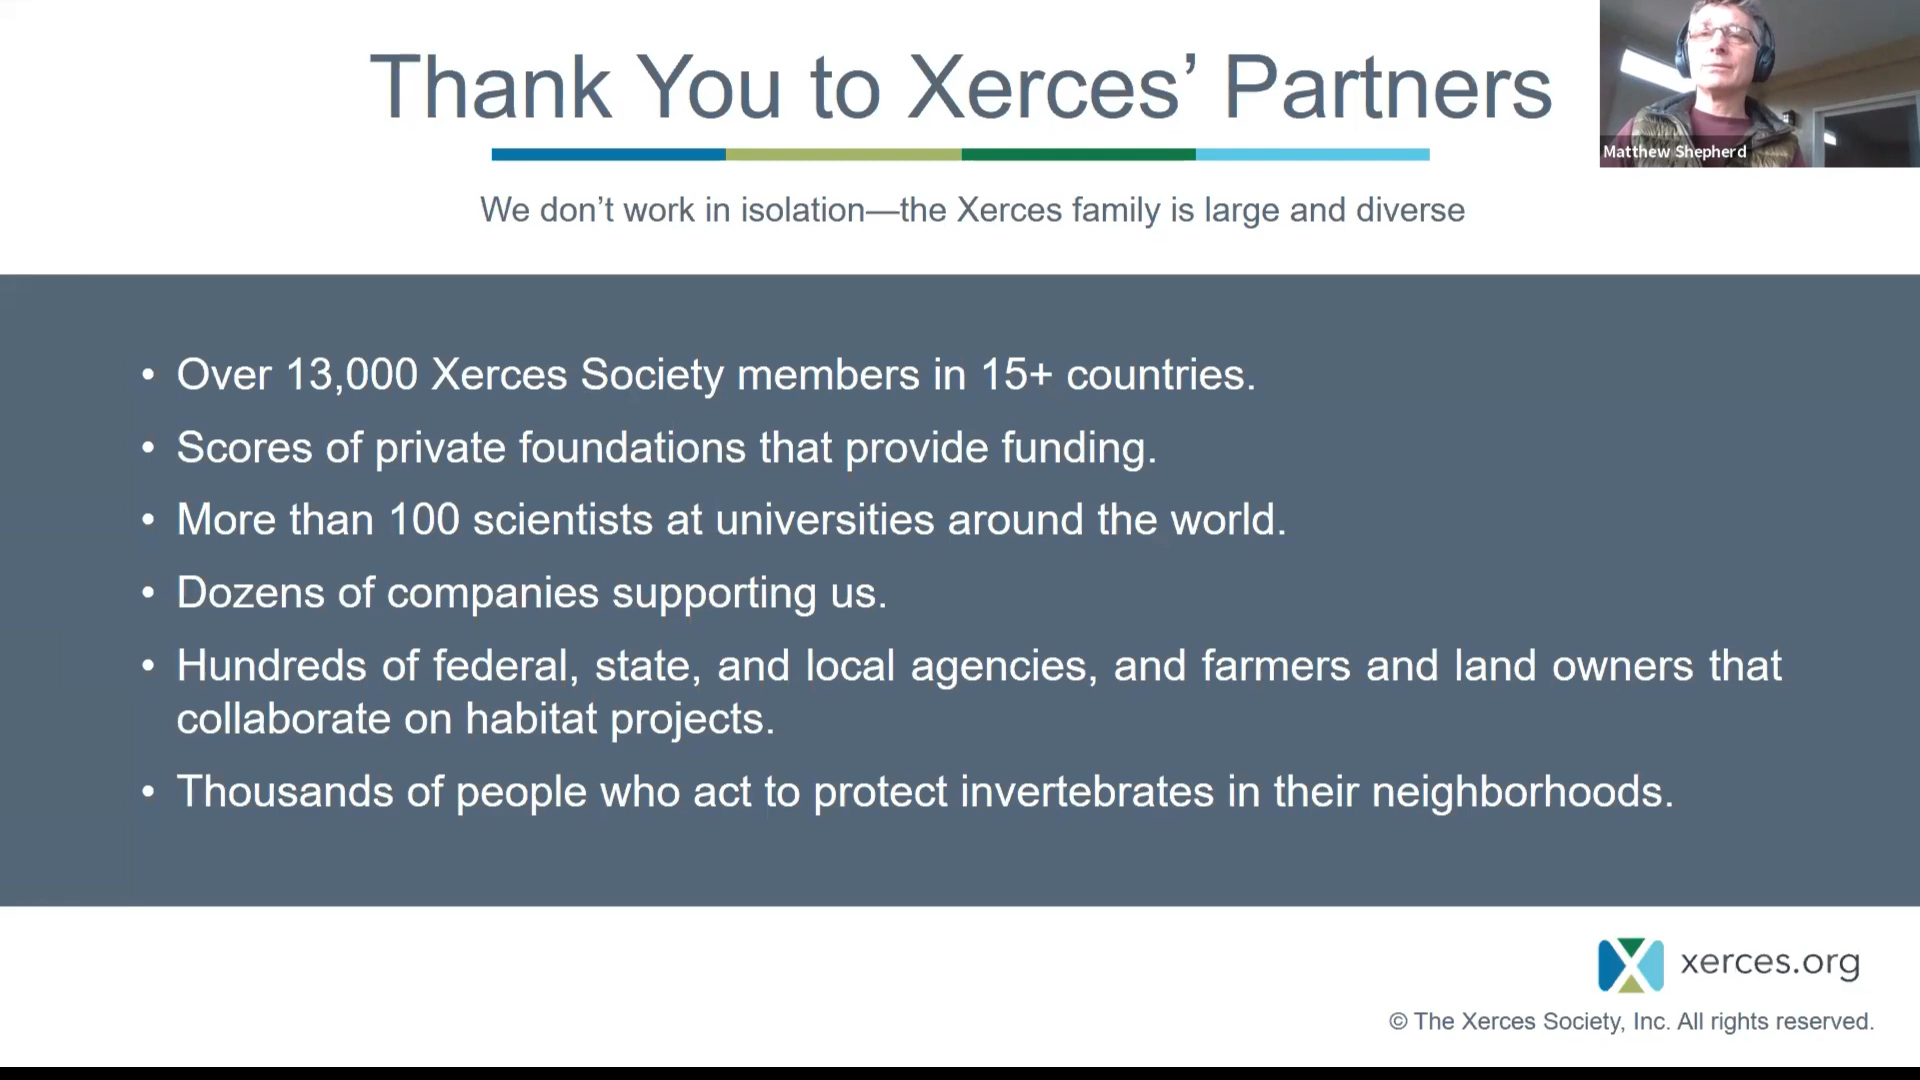 Thank You to Xerces’ Partners
Matthew Shepherd
We don’t work in isolation—the Xerces family is large and diverse
• Over 13,000 Xerces Society members in 15+ countries.
• Scores of private foundations that provide funding.
• More than 100 scientists at universities around the world.
• Dozens of companies supporting us.
• Hundreds of federal, state, and local agencies, and farmers and land owners that
collaborate on habitat projects.
• Thousands of people who act to protect invertebrates in their neighborhoods.
xerces.org
© The Xerces Society, Inc. All rights reserved.